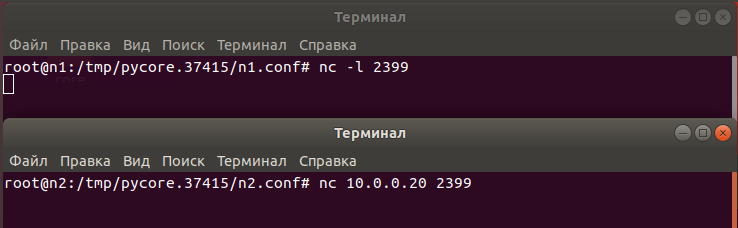 Терминал
Файл Правка Вид Поиск Терминал Справка
root@n1:/tmp/pycore.37415/n1.conf# nc -l 2399
Терминал
Файл Правка Вид Поиск Терминал Справка
root@n2:/tmp/pycore.37415/n2.conf# nc 10.0.0.20 2399